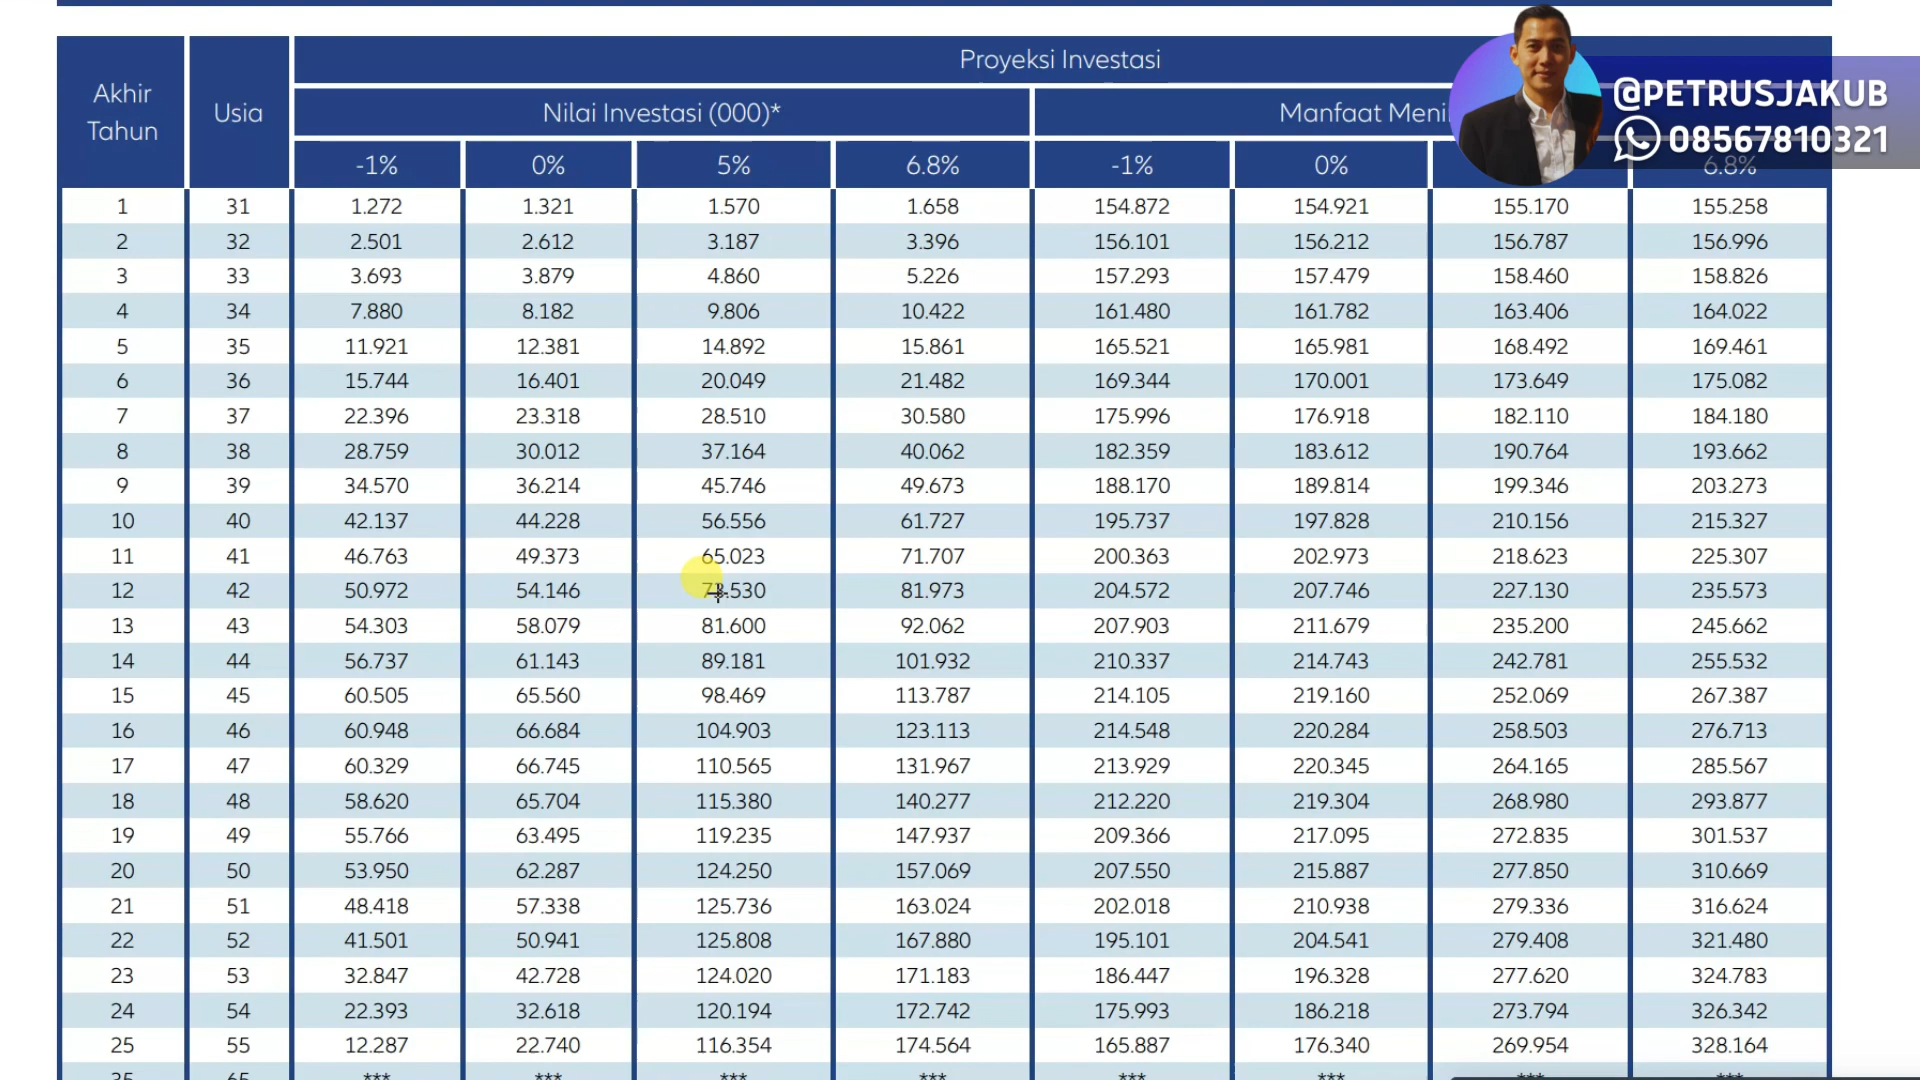 Proyeksi Investasi
@PETRUSJAKUB
08567810321
Akhir Tahun Usia Nilai Investasi (000)* Manfaat Meni
-1% 0% 5% 6.8% -1% 0% 6.8%
1 31 1.272 1.321 1.570 1.658 154.872 154.921 155.170 155.258
2 32 2.501 2.612 3.187 3.396 156.101 156.212 156.787 156.996
3 33 3.693 3.879 4.860 5.226 157.293 157.479 158.460 158.826
4 34 7.880 8.182 9.806 10.422 161.480 161.782 163.406 164.022
5 35 11.921 12.381 14.892 15.861 165.521 165.981 168.492 169.461
6 36 15.744 16.401 20.049 21.482 169.344 170.001 173.649 175.082
7 37 22.396 23.318 28.510 30.580 175.996 176.918 182.110 184.180
8 38 28.759 30.012 37.164 40.062 182.359 183.612 190.764 193.662
9 39 34.570 36.214 45.746 49.673 188.170 189.814 199.346 203.273
10 40 42.137 44.228 56.556 61.727 195.737 197.828 210.156 215.327
11 41 46.763 49.373 65.023 71.707 200.363 202.973 218.623 225.307
12 42 50.972 54.146 73.530 81.973 204.572 207.746 227.130 235.573
13 43 54.303 58.079 81.600 92.062 207.903 211.679 235.200 245.662
14 44 56.737 61.143 89.181 101.932 210.337 214.743 242.781 255.532
15 45 60.505 65.560 98.469 113.787 214.105 219.160 252.069 267.387
16 46 60.948 66.684 104.903 123.113 214.548 220.284 258.503 276.713
17 47 60.329 66.745 110.565 131.967 213.929 220.345 264.165 285.567
18 48 58.620 65.704 115.380 140.277 212.220 219.304 268.980 293.877
19 49 55.766 63.495 119.235 147.937 209.366 217.095 272.835 301.537
20 50 53.950 62.287 124.250 157.069 207.550 215.887 277.850 310.669
21 51 48.418 57.338 125.736 163.024 202.018 210.938 279.336 316.624
22 52 41.501 50.941 125.808 167.880 195.101 204.541 279.408 321.480
23 53 32.847 42.728 124.020 171.183 186.447 196.328 277.620 324.783
24 54 22.393 32.618 120.194 172.742 175.993 186.218 273.794 326.342
25 55 12.287 22.740 116.354 174.564 165.887 176.340 269.954 328.164